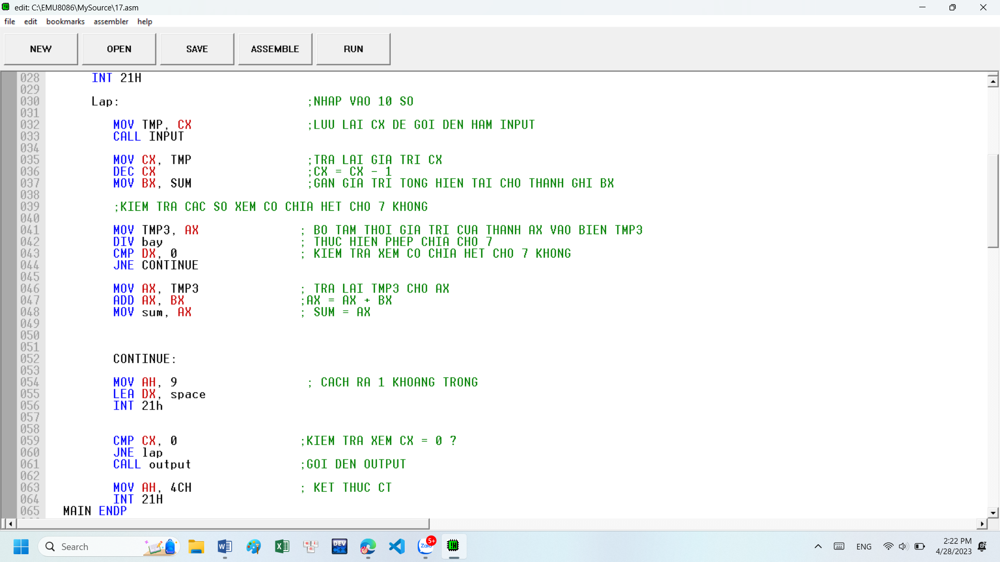 edit: C:\EMU8086\MySource\17.asm
file edit bookmarks assembler help
NEW OPEN SAVE ASSEMBLE RUN
028 INT 21H
029
030 Lap: ;NHAP VAO 10 SO
031
032 MOV TMP, CX ;LUU LAI CX DE GOI DEN HAM INPUT
033 CALL INPUT
034
035 MOV CX, TMP ;TRA LAI GIA TRI CX
036 DEC CX ;CX = CX - 1
037 MOV BX, SUM ;GAN GIA TRI TONG HIEN TAI CHO THANH GHI BX
038
039 ;KIEM TRA CAC SO XEM CO CHIA HET CHO 7 KHONG
040
041 MOV TMP3, AX ; BO TAM THOI GIA TRI CUA THANH AX VAO BIEN TMP3
042 DIV bay ; THUC HIEN PHEP CHIA CHO 7
043 CMP DX, 0 ; KIEM TRA XEM CO CHIA HET CHO 7 KHONG
044 JNE CONTINUE
045
046 MOV AX, TMP3 ; TRA LAI TMP3 CHO AX
047 ADD AX, BX ;AX = AX + BX
048 MOV sum, AX ; SUM = AX
049
050
051
052 CONTINUE:
053
054 MOV AH, 9 ; CACH RA 1 KHOANG TRONG
055 LEA DX, space
056 INT 21h
057
058
059 CMP CX, 0 ;KIEM TRA XEM CX = 0 ?
060 JNE lap
061 CALL output ;GOI DEN OUTPUT
062
063 MOV AH, 4CH ; KET THUC CT
064 INT 21H
065 MAIN ENDP
Search
DEV
Zalo
5+
ENG
2:22 PM
4/28/2023